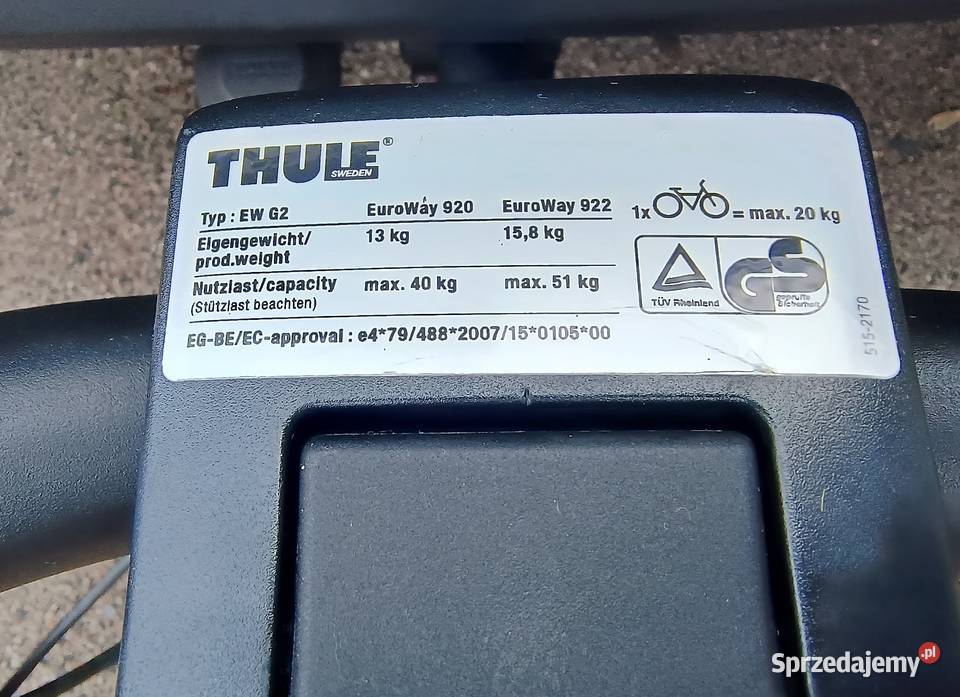 THULE®
SWEDEN
Typ : EW G2 EuroWay 920 EuroWay 922
Eigengewicht/ 13 kg 15,8 kg
prod.weight
Nutzlast/capacity max. 40 kg max. 51 kg
(Stützlast beachten)
EG-BE/EC-approval : e4*79/488*2007/15*0105*00
1x = max. 20 kg
TÜV Rheinland
GS
geprüfte
Sicherheit
515-2170
Sprzedajemy.pl